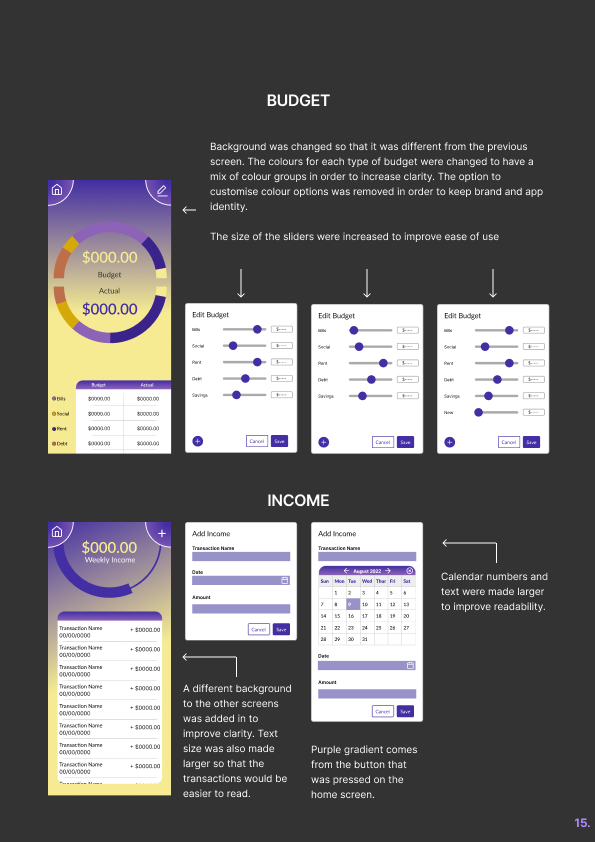 BUDGET
Background was changed so that it was different from the previous
screen. The colours for each type of budget were changed to have a
mix of colour groups in order to increase clarity. The option to
customise colour options was removed in order to keep brand and app
identity.
The size of the sliders were increased to improve ease of use
$000.00
Budget
Actual
$000.00
Budget Actual
Bills $0000.00 $0000.00
Social $0000.00 $0000.00
Rent $0000.00 $0000.00
Debt $0000.00 $0000.00
Edit Budget
Bills
Social
Rent
Debt
Savings
+ Cancel Save
Edit Budget
Bills
Social
Rent
Debt
Savings
+ Cancel Save
Edit Budget
Bills
Social
Rent
Debt
Savings
New
+ Cancel Save
INCOME
$000.00
Weekly Income
Transaction Name + $0000.00
00/00/0000
Transaction Name + $0000.00
00/00/0000
Transaction Name + $0000.00
00/00/0000
Transaction Name + $0000.00
00/00/0000
Transaction Name + $0000.00
00/00/0000
Transaction Name + $0000.00
00/00/0000
Transaction Name + $0000.00
00/00/0000
Transaction Name + $0000.00
00/00/0000
Transaction Name + $0000.00
Add Income
Transaction Name
Date
Amount
Cancel Save
Add Income
Transaction Name
August 2022
Sun Mon Tue Wed Thur Fri Sat
1 2 3 4 5 6
7 8 9 10 11 12 13
14 15 16 17 18 19 20
21 22 23 24 25 26 27
28 29 30 31
Date
Amount
Cancel Save
Calendar numbers and
text were made larger
to improve readability.
A different background
to the other screens
was added in to
improve clarity. Text
size was also made
larger so that the
transactions would be
easier to read.
Purple gradient comes
from the button that
was pressed on the
home screen.
15.